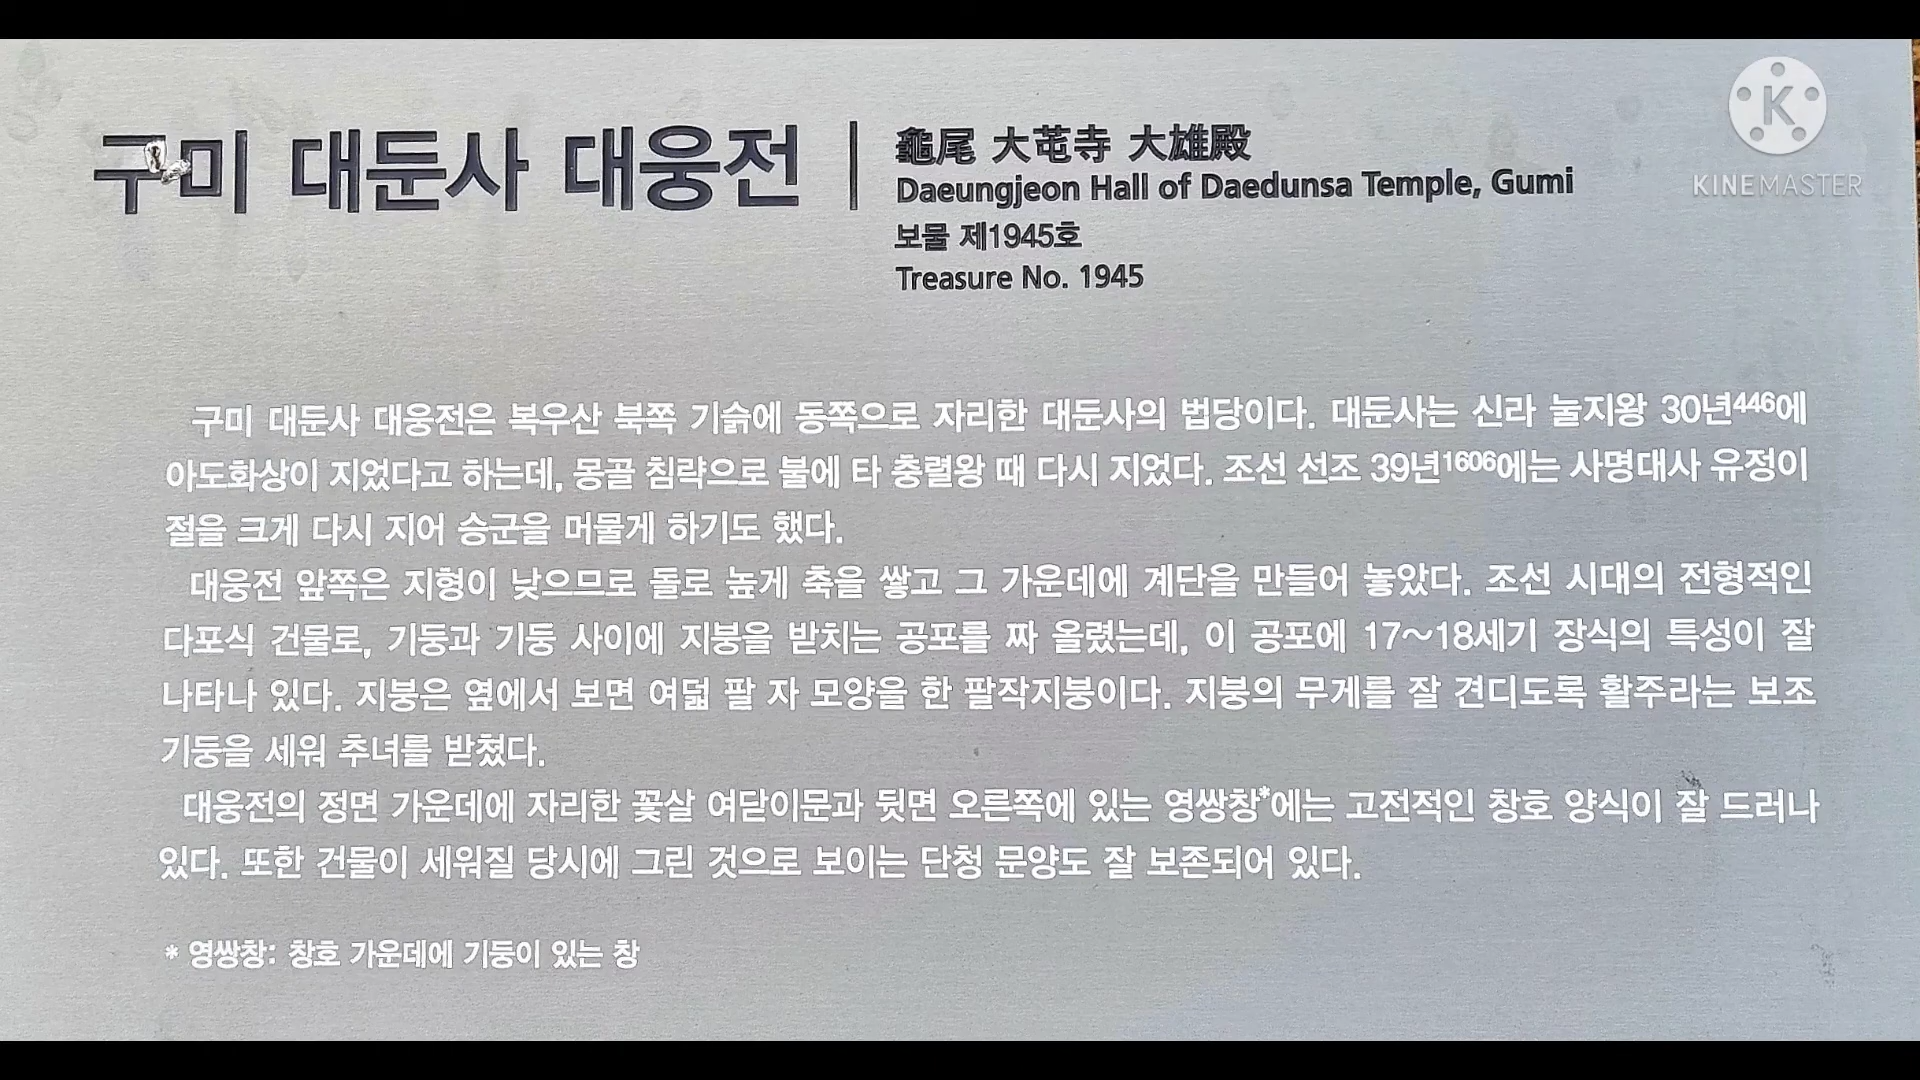 구미 대둔사 대웅전
龜尾 大芚寺 大雄殿
Daeungjeon Hall of Daedunsa Temple, Gumi
보물 제1945호
Treasure No. 1945
KINEMASTER
구미 대둔사 대웅전은 복우산 북쪽 기슭에 동쪽으로 자리한 대둔사의 법당이다. 대둔사는 신라 눌지왕 30년446에
아도화상이 지었다고 하는데, 몽골 침략으로 불에 타 충렬왕 때 다시 지었다. 조선 선조 39년1606에는 사명대사 유정이
절을 크게 다시 지어 승군을 머물게 하기도 했다.
대웅전 앞쪽은 지형이 낮으므로 돌로 높게 축을 쌓고 그 가운데에 계단을 만들어 놓았다. 조선 시대의 전형적인
다포식 건물로, 기둥과 기둥 사이에 지붕을 받치는 공포를 짜 올렸는데, 이 공포에 17~18세기 장식의 특성이 잘
나타나 있다. 지붕은 옆에서 보면 여덟 팔 자 모양을 한 팔작지붕이다. 지붕의 무게를 잘 견디도록 활주라는 보조
기둥을 세워 추녀를 받쳤다.
대웅전의 정면 가운데에 자리한 꽃살 여닫이문과 뒷면 오른쪽에 있는 영쌍창*에는 고전적인 창호 양식이 잘 드러나
있다. 또한 건물이 세워질 당시에 그린 것으로 보이는 단청 문양도 잘 보존되어 있다.
* 영쌍창: 창호 가운데에 기둥이 있는 창